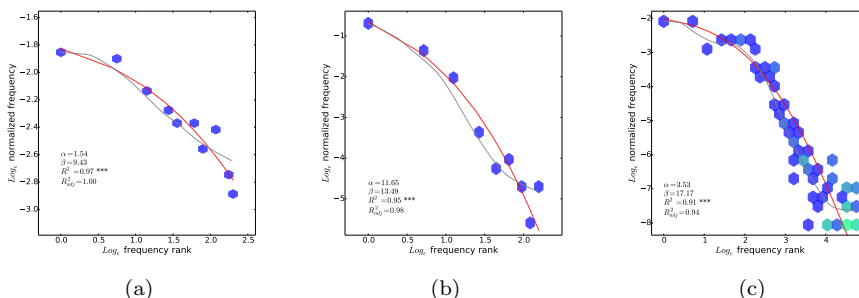 −1.4
−1.6
−1.8
−2.0
−2.2
−2.4
−2.6
−2.8
−3.0
Log_e normalized frequency
α=1.54
β=9.43
R² =0.97 ***
R²_adj=1.00
0.0 0.5 1.0 1.5 2.0 2.5
Log_e frequency rank
(a)
0
−1
−2
−3
−4
−5
Log_e normalized frequency
α=11.65
β=13.49
R² =0.95 ***
R²_adj=0.98
0.0 0.5 1.0 1.5 2.0
Log_e frequency rank
(b)
−2
−3
−4
−5
−6
−7
−8
Log_e normalized frequency
α=3.53
β=17.17
R² =0.91 ***
R²_adj=0.94
0 1 2 3 4
Log_e frequency rank
(c)